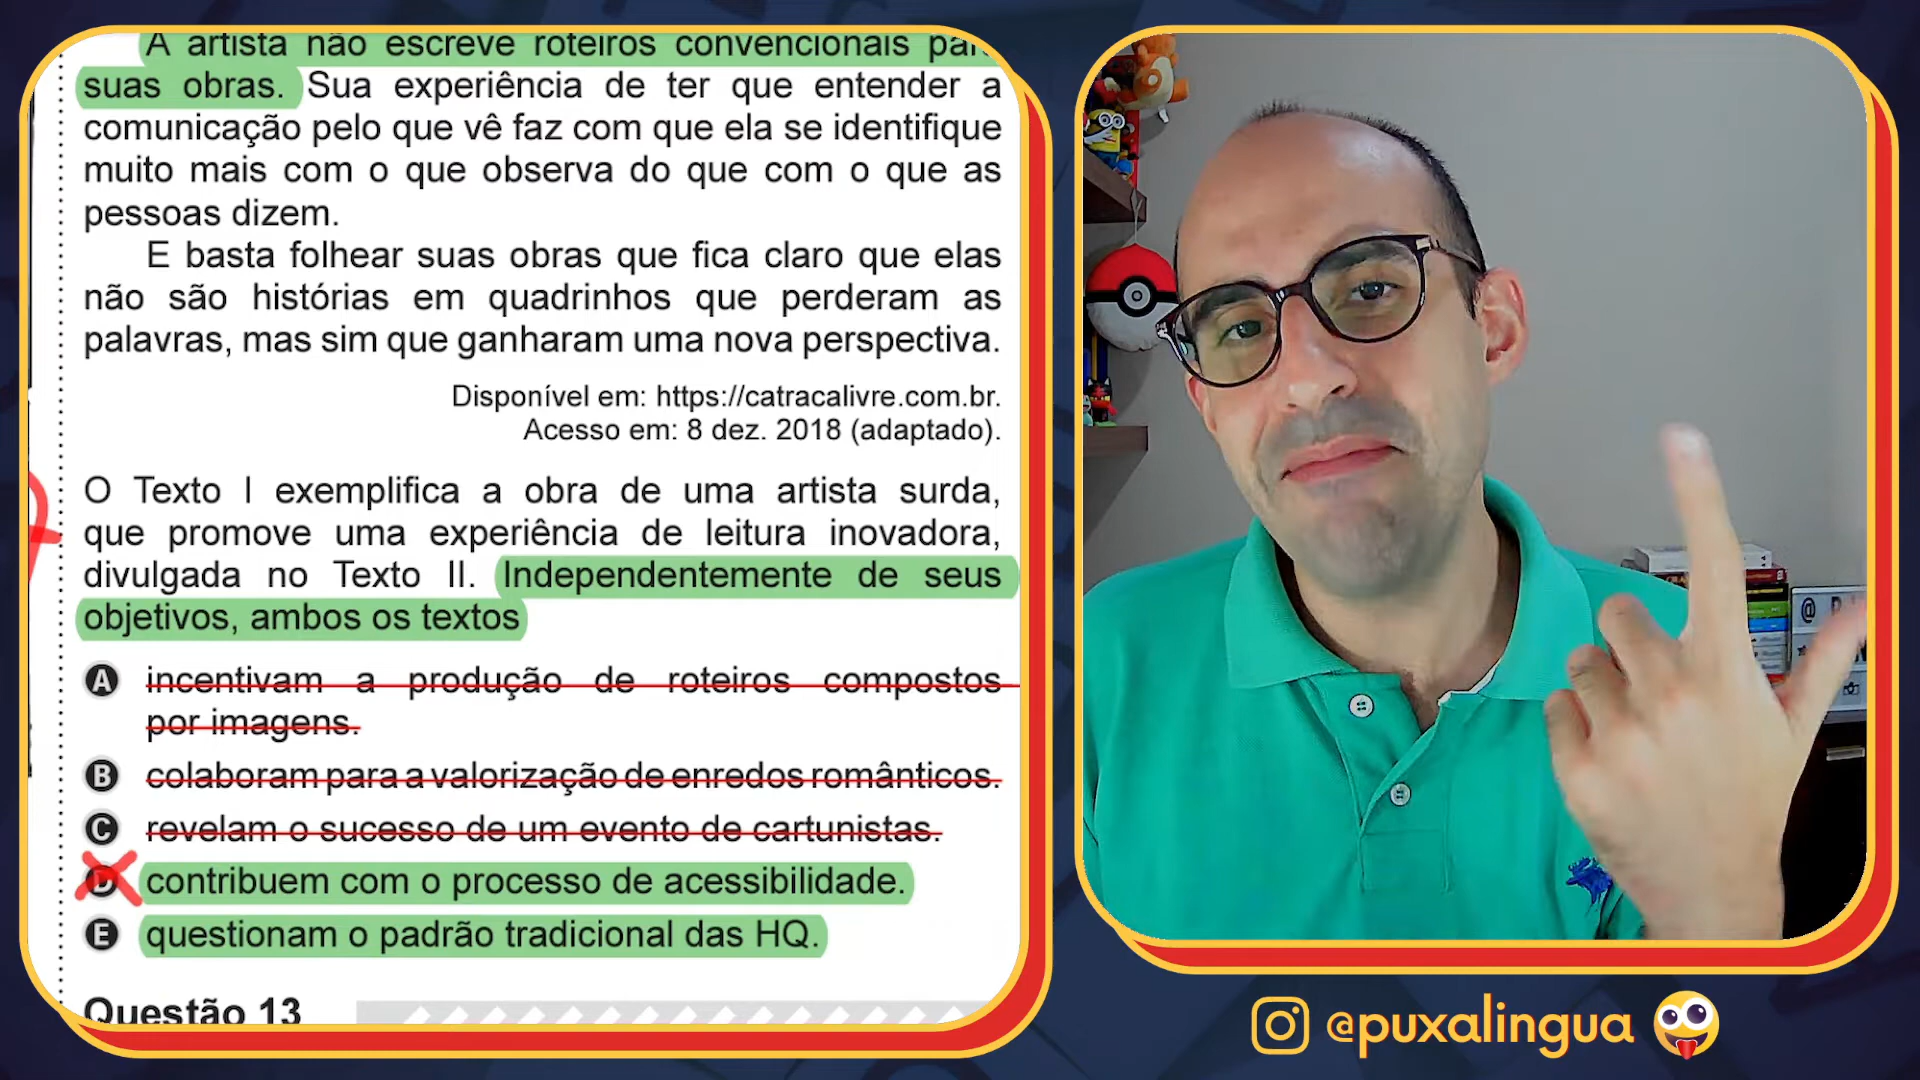 A artista não escreve roteiros convencionais para
suas obras. Sua experiência de ter que entender a
comunicação pelo que vê faz com que ela se identifique
muito mais com o que observa do que com o que as
pessoas dizem.
E basta folhear suas obras que fica claro que elas
não são histórias em quadrinhos que perderam as
palavras, mas sim que ganharam uma nova perspectiva.
Disponível em: https://catracalivre.com.br.
Acesso em: 8 dez. 2018 (adaptado).
O Texto I exemplifica a obra de uma artista surda,
que promove uma experiência de leitura inovadora,
divulgada no Texto II. Independentemente de seus
objetivos, ambos os textos
A incentivam a produção de roteiros compostos
por imagens.
B colaboram para a valorização de enredos românticos.
C revelam o sucesso de um evento de cartunistas.
D contribuem com o processo de acessibilidade.
E questionam o padrão tradicional das HQ.
Questão 13
@puxalingua